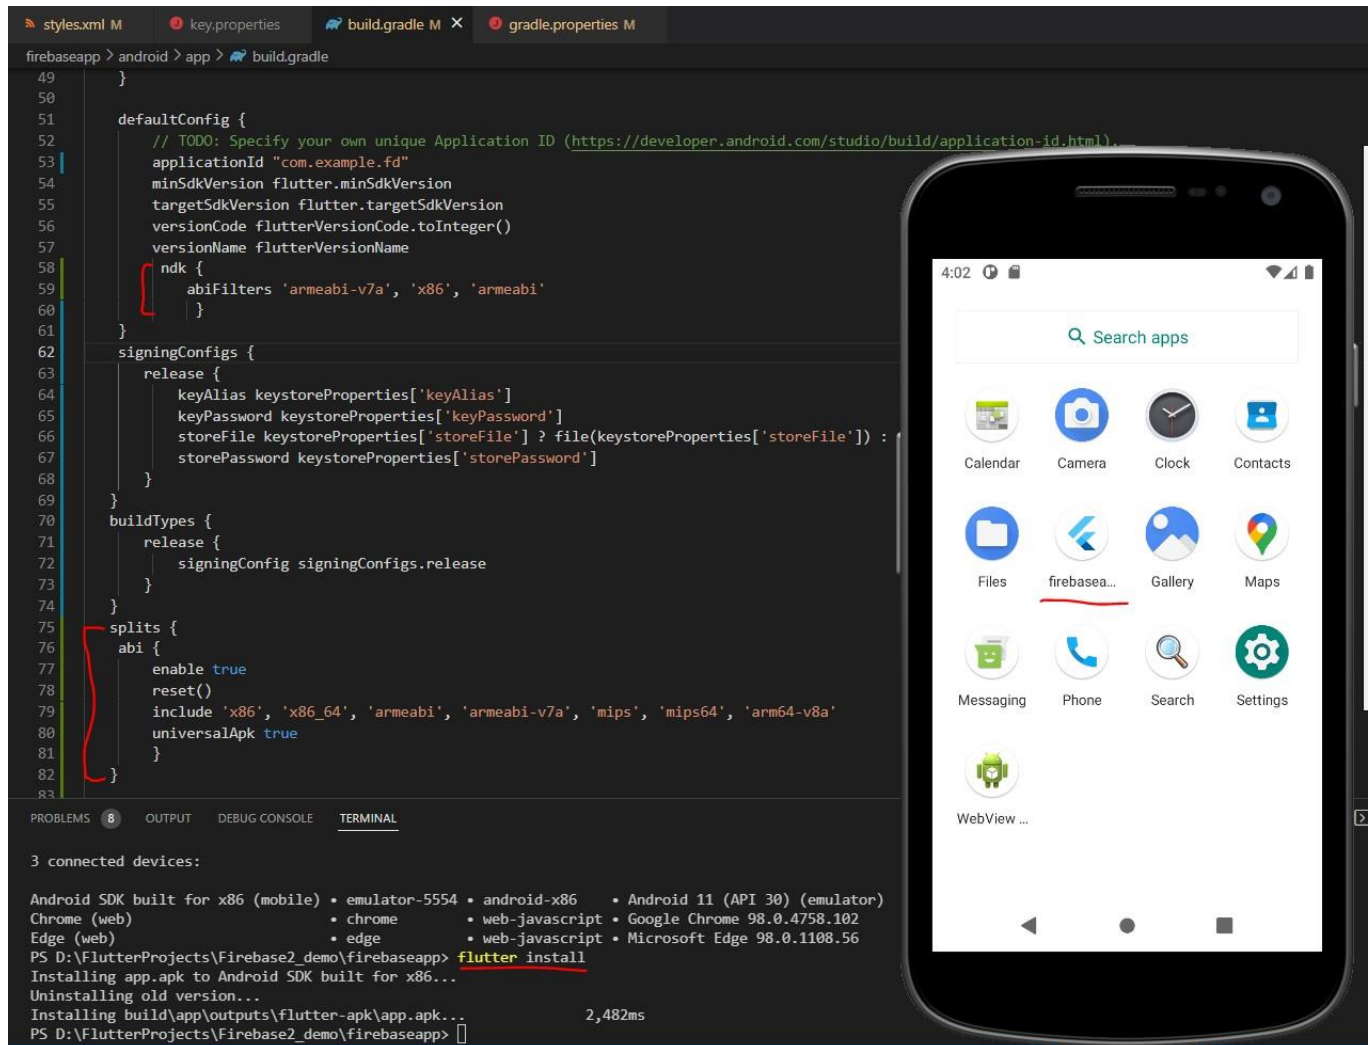 styles.xml M key.properties build.gradle M × gradle.properties M
firebaseapp > android > app > build.gradle
49 }
50
51 defaultConfig {
52 // TODO: Specify your own unique Application ID (https://developer.android.com/studio/build/application-id.html).
53 applicationId "com.example.fd"
54 minSdkVersion flutter.minSdkVersion
55 targetSdkVersion flutter.targetSdkVersion
56 versionCode flutterVersionCode.toInteger()
57 versionName flutterVersionName
58 ndk {
59 abiFilters 'armeabi-v7a', 'x86', 'armeabi'
60 }
61 }
62 signingConfigs {
63 release {
64 keyAlias keystoreProperties['keyAlias']
65 keyPassword keystoreProperties['keyPassword']
66 storeFile keystoreProperties['storeFile'] ? file(keystoreProperties['storeFile']) :
67 storePassword keystoreProperties['storePassword']
68 }
69 }
70 buildTypes {
71 release {
72 signingConfig signingConfigs.release
73 }
74 }
75 splits {
76 abi {
77 enable true
78 reset()
79 include 'x86', 'x86_64', 'armeabi', 'armeabi-v7a', 'mips', 'mips64', 'arm64-v8a'
80 universalApk true
81 }
82 }
83
PROBLEMS 8 OUTPUT DEBUG CONSOLE TERMINAL
3 connected devices:
Android SDK built for x86 (mobile) • emulator-5554 • android-x86 • Android 11 (API 30) (emulator)
Chrome (web) • chrome • web-javascript • Google Chrome 98.0.4758.102
Edge (web) • edge • web-javascript • Microsoft Edge 98.0.1108.56
PS D:\FlutterProjects\Firebase2_demo\firebaseapp> flutter install
Installing app.apk to Android SDK built for x86...
Uninstalling old version...
Installing build\app\outputs\flutter-apk\app.apk... 2,482ms
PS D:\FlutterProjects\Firebase2_demo\firebaseapp>
4:02
Search apps
Calendar Camera Clock Contacts
Files firebasea... Gallery Maps
Messaging Phone Search Settings
WebView ...